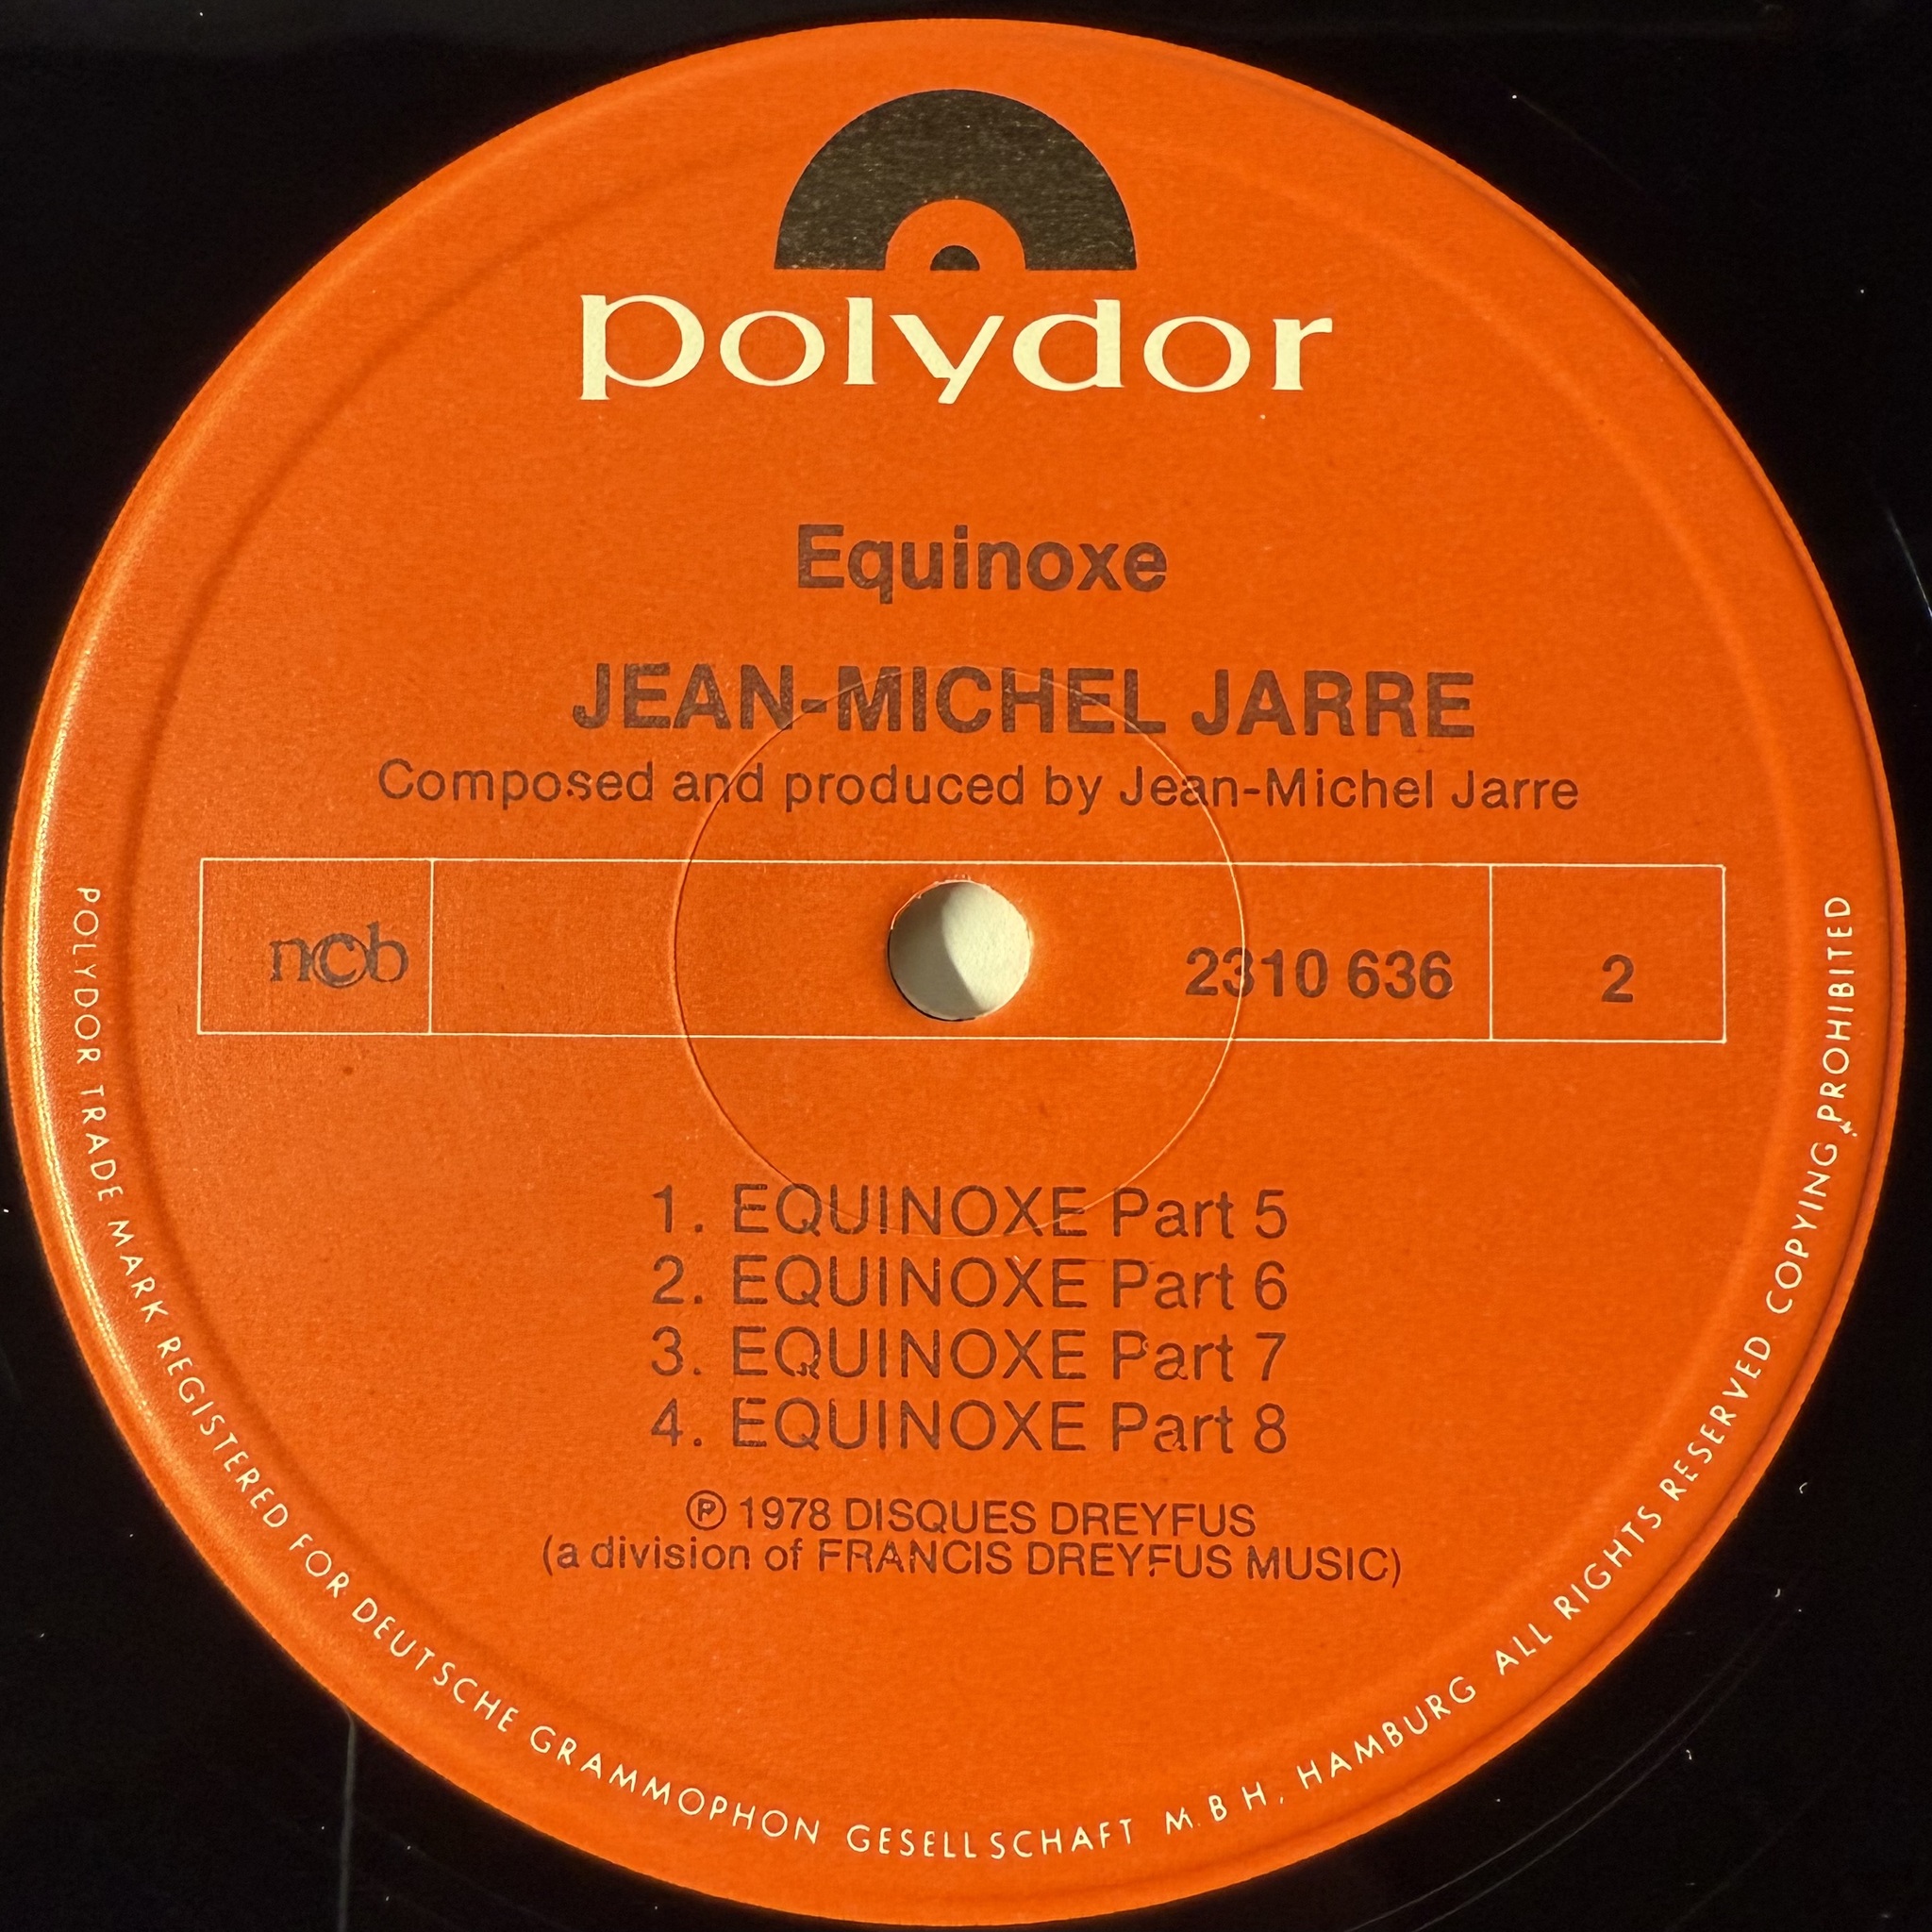 polydor
Equinoxe
JEAN-MICHEL JARRE
Composed and produced by Jean-Michel Jarre
ncb
2310 636
2
1. EQUINOXE Part 5
2. EQUINOXE Part 6
3. EQUINOXE Part 7
4. EQUINOXE Part 8
℗ 1978 DISQUES DREYFUS
(a division of FRANCIS DREYFUS MUSIC)
POLYDOR TRADE MARK REGISTERED FOR DEUTSCHE GRAMMOPHON GESELLSCHAFT M.B.H, HAMBURG ALL RIGHTS RESERVED COPYING PROHIBITED